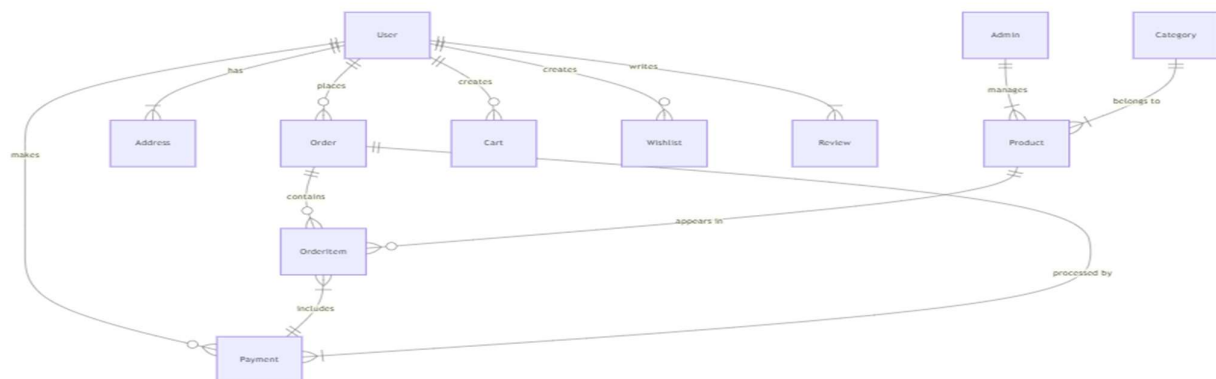 User
Admin
Category
has
places
creates
creates
writes
manages
belongs to
Address
Order
Cart
Wishlist
Review
Product
makes
contains
appears in
OrderItem
processed by
includes
Payment